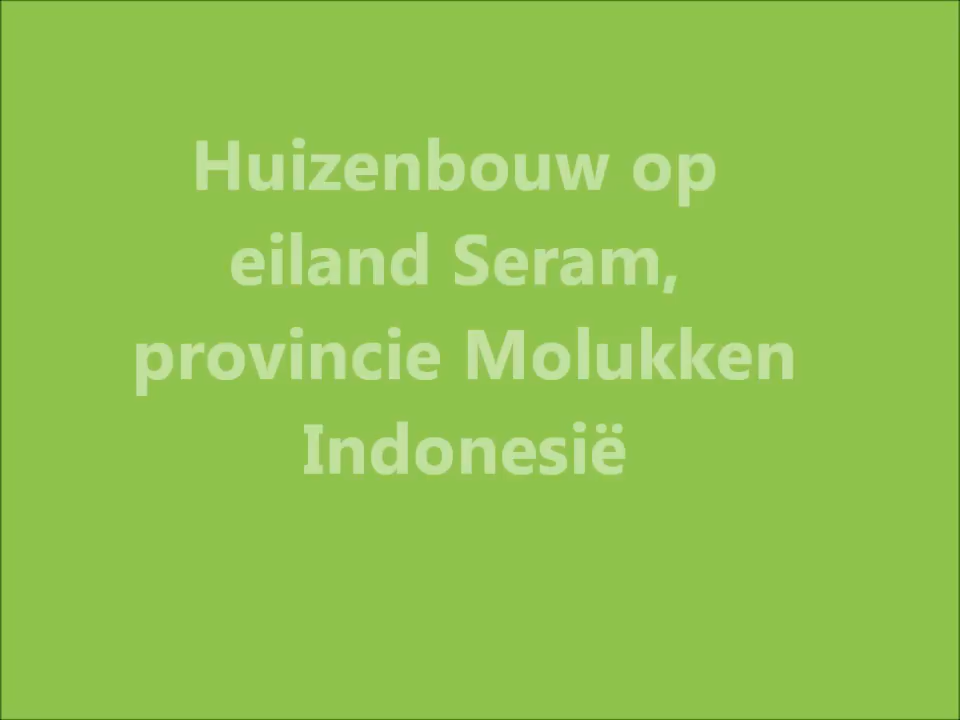 Huizenbouw op
eiland Seram,
provincie Molukken
Indonesië